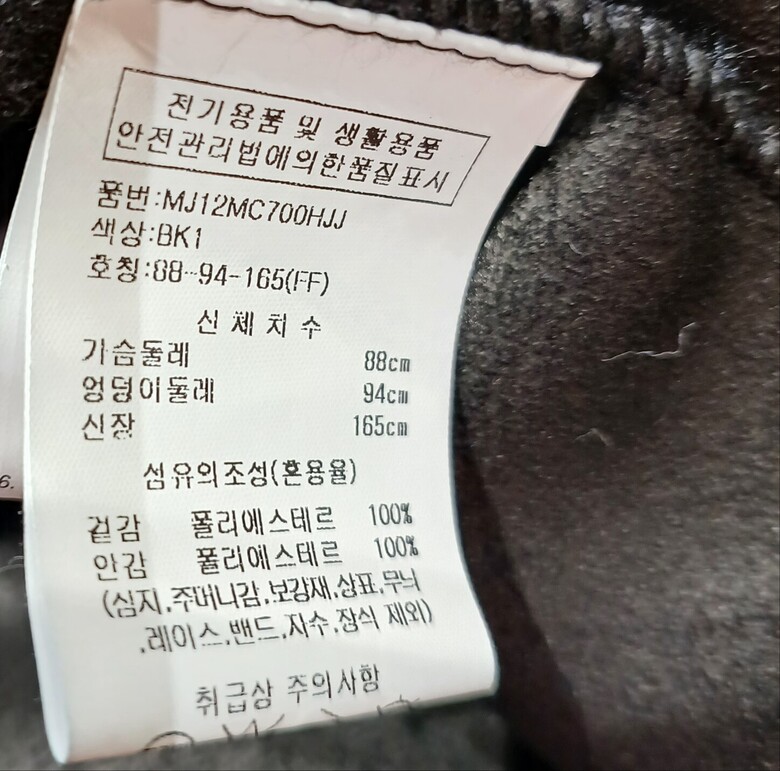 전기용품 및 생활용품
안전관리법에의한품질표시
품번:MJ12MC700HJJ
색상:BK1
호칭:88-94-165(FF)
신체치수
가슴둘레 88cm
엉덩이둘레 94cm
신장 165cm
섬유의조성(혼용율)
겉감 폴리에스테르 100%
안감 폴리에스테르 100%
(심지,주머니감,보강재,상표,무늬
,레이스,밴드,자수,장식 제외)
취급상 주의사항
6.